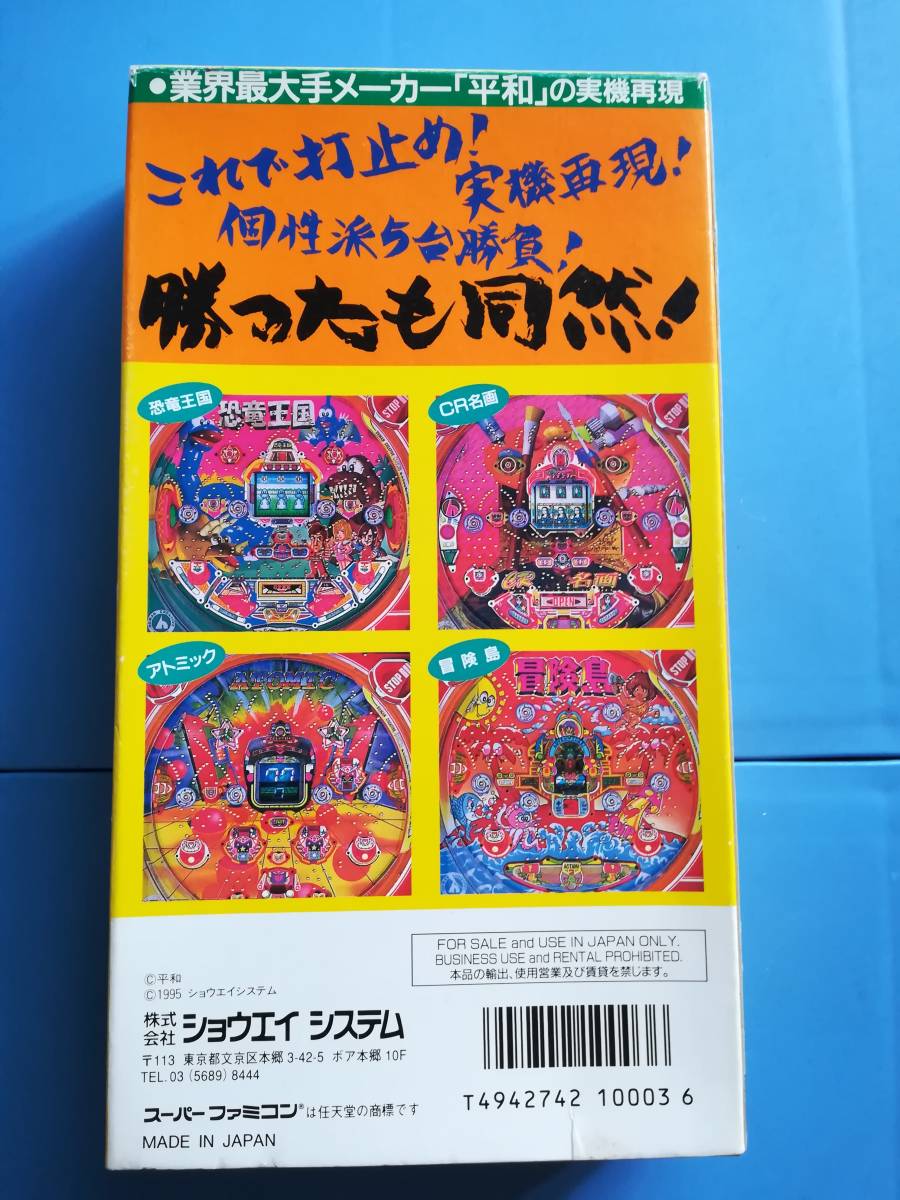 ●業界最大手メーカー「平和」の実機再現
これで打止め!
実機再現!
個性派5台勝負!
勝ったも同然!
恐竜王国
恐竜王国
CR名画
CR 名画
OPEN
アトミック
ATOMIC
冒険島
冒険島
FOR SALE and USE IN JAPAN ONLY.
BUSINESS USE and RENTAL PROHIBITED.
本品の輸出、使用営業及び賃貸を禁じます。
©平和
©1995 ショウエイシステム
株式会社 ショウエイ システム
〒113 東京都文京区本郷 3-42-5 ボア本郷 10F
TEL. 03 (5689) 8444
スーパーファミコン®は任天堂の商標です
MADE IN JAPAN
T4942742 10003 6